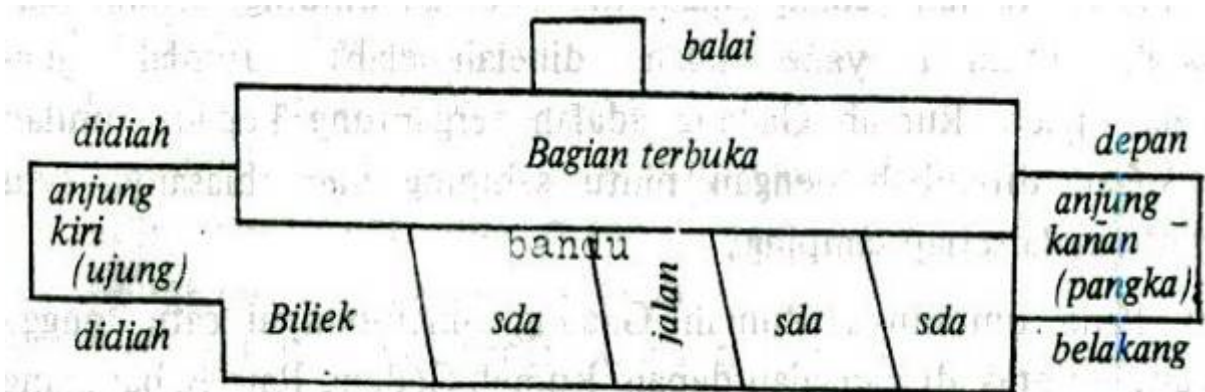 balai
didiah
Bagian terbuka
depan
anjung
kiri
(ujung)
anjung
kanan
(pangka)
bandu
Biliek
sda
jalan
sda
sda
didiah
belakang